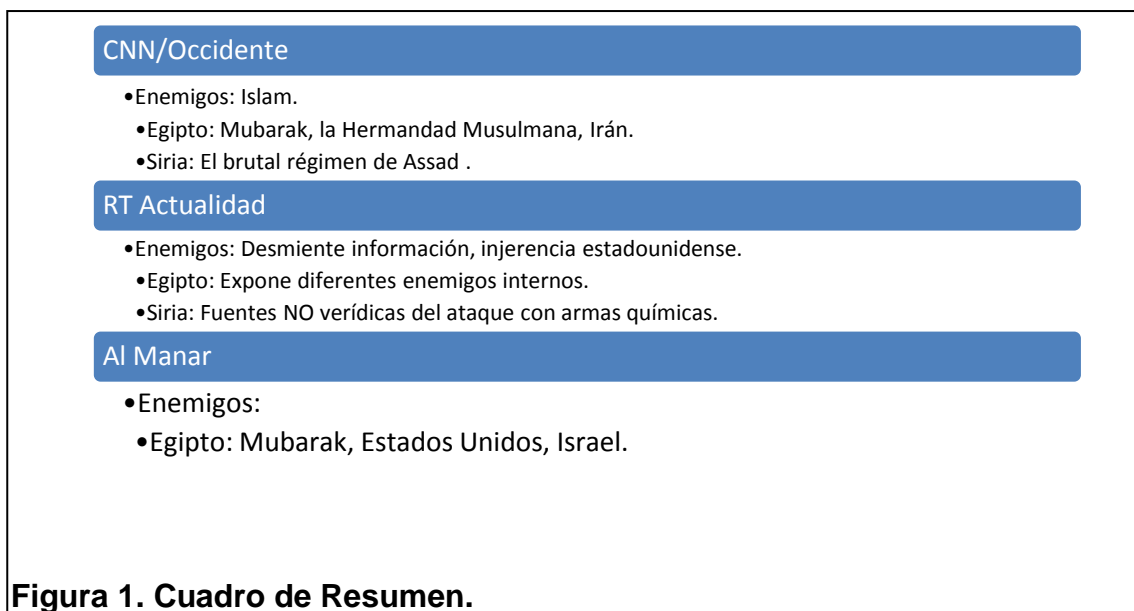 CNN/Occidente
•Enemigos: Islam.
•Egipto: Mubarak, la Hermandad Musulmana, Irán.
•Siria: El brutal régimen de Assad .
RT Actualidad
•Enemigos: Desmiente información, injerencia estadounidense.
•Egipto: Expone diferentes enemigos internos.
•Siria: Fuentes NO verídicas del ataque con armas químicas.
Al Manar
•Enemigos:
•Egipto: Mubarak, Estados Unidos, Israel.
Figura 1. Cuadro de Resumen.